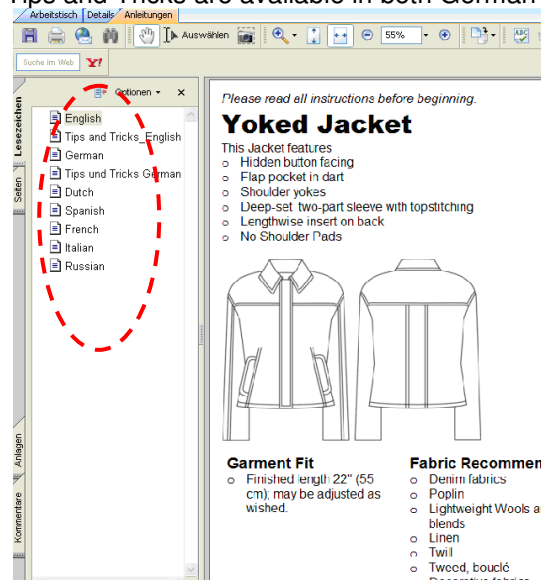 Tips and Tricks are available in both German
Arbeitstisch Details Anleitungen
Auswählen 55%
Suche im Web Y!
Optionen
Lesezeichen
Seiten
Anlagen
Kommentare
English
Tips and Tricks_English
German
Tips und Tricks German
Dutch
Spanish
French
Italian
Russian
Please read all instructions before beginning.
Yoked Jacket
This Jacket features
o Hidden button facing
o Flap pocket in dart
o Shoulder yokes
o Deep-set two-part sleeve with topstitching
o Lengthwise insert on back
o No Shoulder Pads
Garment Fit
o Finished length 22" (55
cm); may be adjusted as
wished.
Fabric Recommen
o Denim fabrics
o Poplin
o Lightweight Wools a
blends
o Linen
o Twill
o Tweed, bouclé
o Decorative fabrics